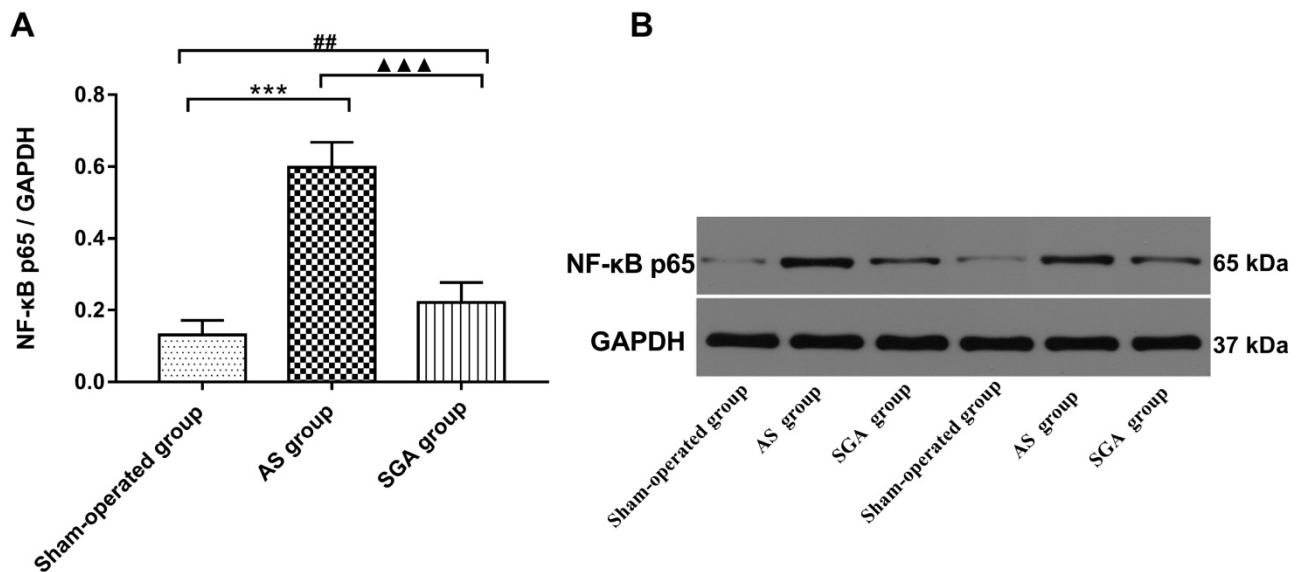 A
##
▲▲▲
***
NF-κB p65 / GAPDH
0.8
0.6
0.4
0.2
0.0
Sham-operated group
AS group
SGA group
B
NF-κB p65
65 kDa
GAPDH
37 kDa
Sham-operated group
AS group
SGA group
Sham-operated group
AS group
SGA group